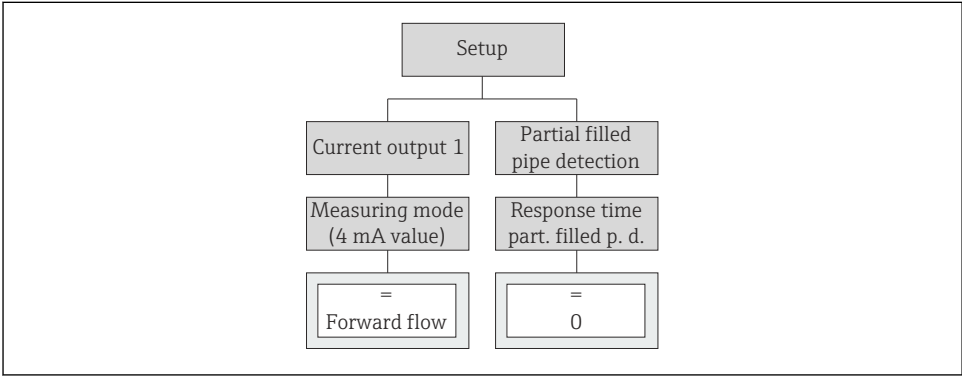 Setup
Current output 1
Partial filled
pipe detection
Measuring mode
(4 mA value)
Response time
part. filled p. d.
=
Forward flow
=
0